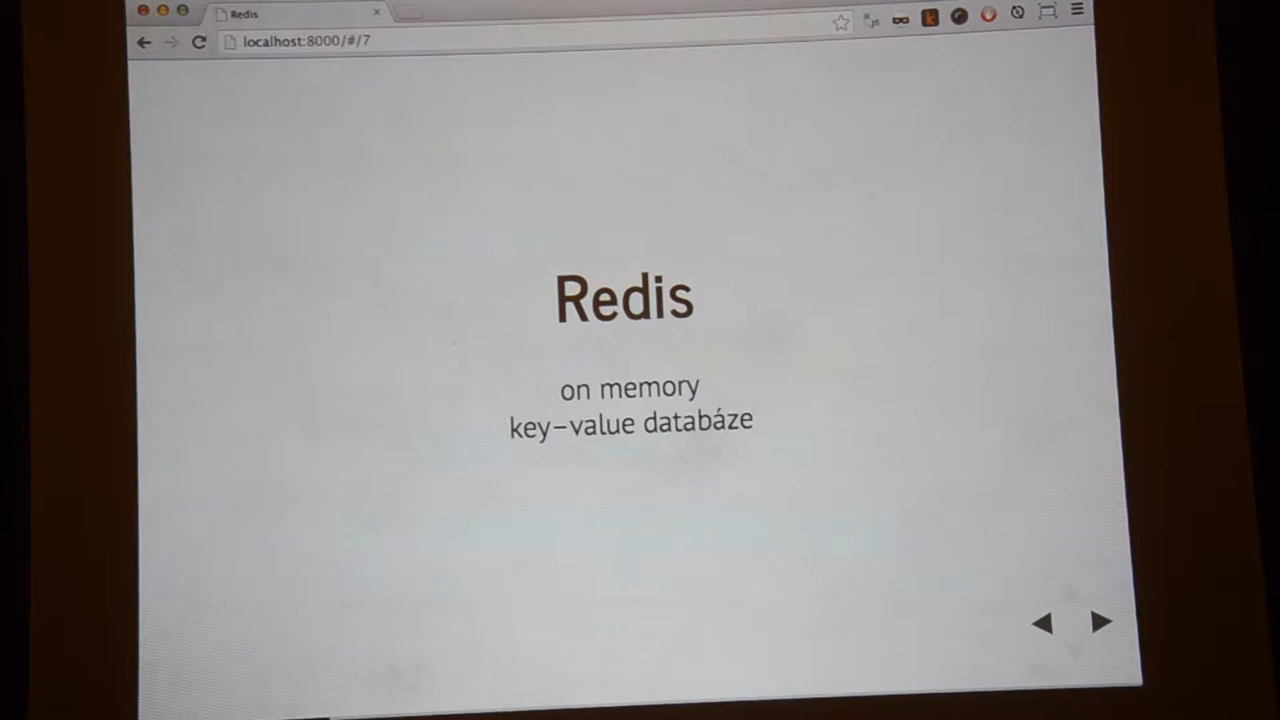 Redis
localhost:8000/#/7
Redis
on memory
key-value databáze